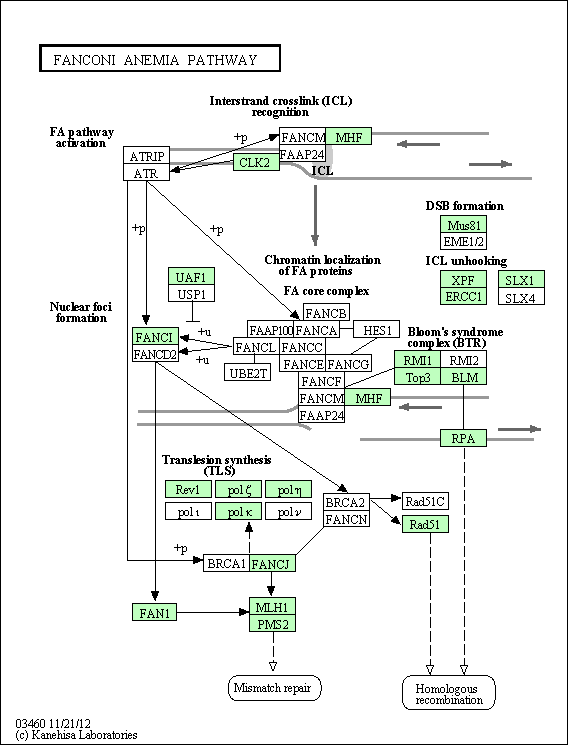 FANCONI ANEMIA PATHWAY
Interstrand crosslink (ICL)
recognition
FA pathway
activation
+p
FANCM MHF
ATRIP
FAAP24
CLK2
ATR
ICL
DSB formation
Mus81
EME1/2
+p
+p
Chromatin localization
of FA proteins
ICL unhooking
UAF1
XPF SLX1
USP1
FA core complex
ERCC1 SLX4
Nuclear foci
formation
FANCB
+u
FAAP100 FANCA HES1
Bloom's syndrome
complex (BTR)
FANCI
FANCL FANCC
FANCD2
+u
RMI1 RMI2
UBE2T
FANCE FANCG
Top3 BLM
FANCF
FANCM MHF
FAAP24
RPA
Translesion synthesis
(TLS)
Rev1 pol ζ pol η
BRCA2 Rad51C
pol ι pol κ pol ν
FANCN Rad51
+p
BRCA1 FANCJ
FAN1 MLH1
PMS2
Mismatch repair
Homologous
recombination
03460 11/21/12
(c) Kanehisa Laboratories